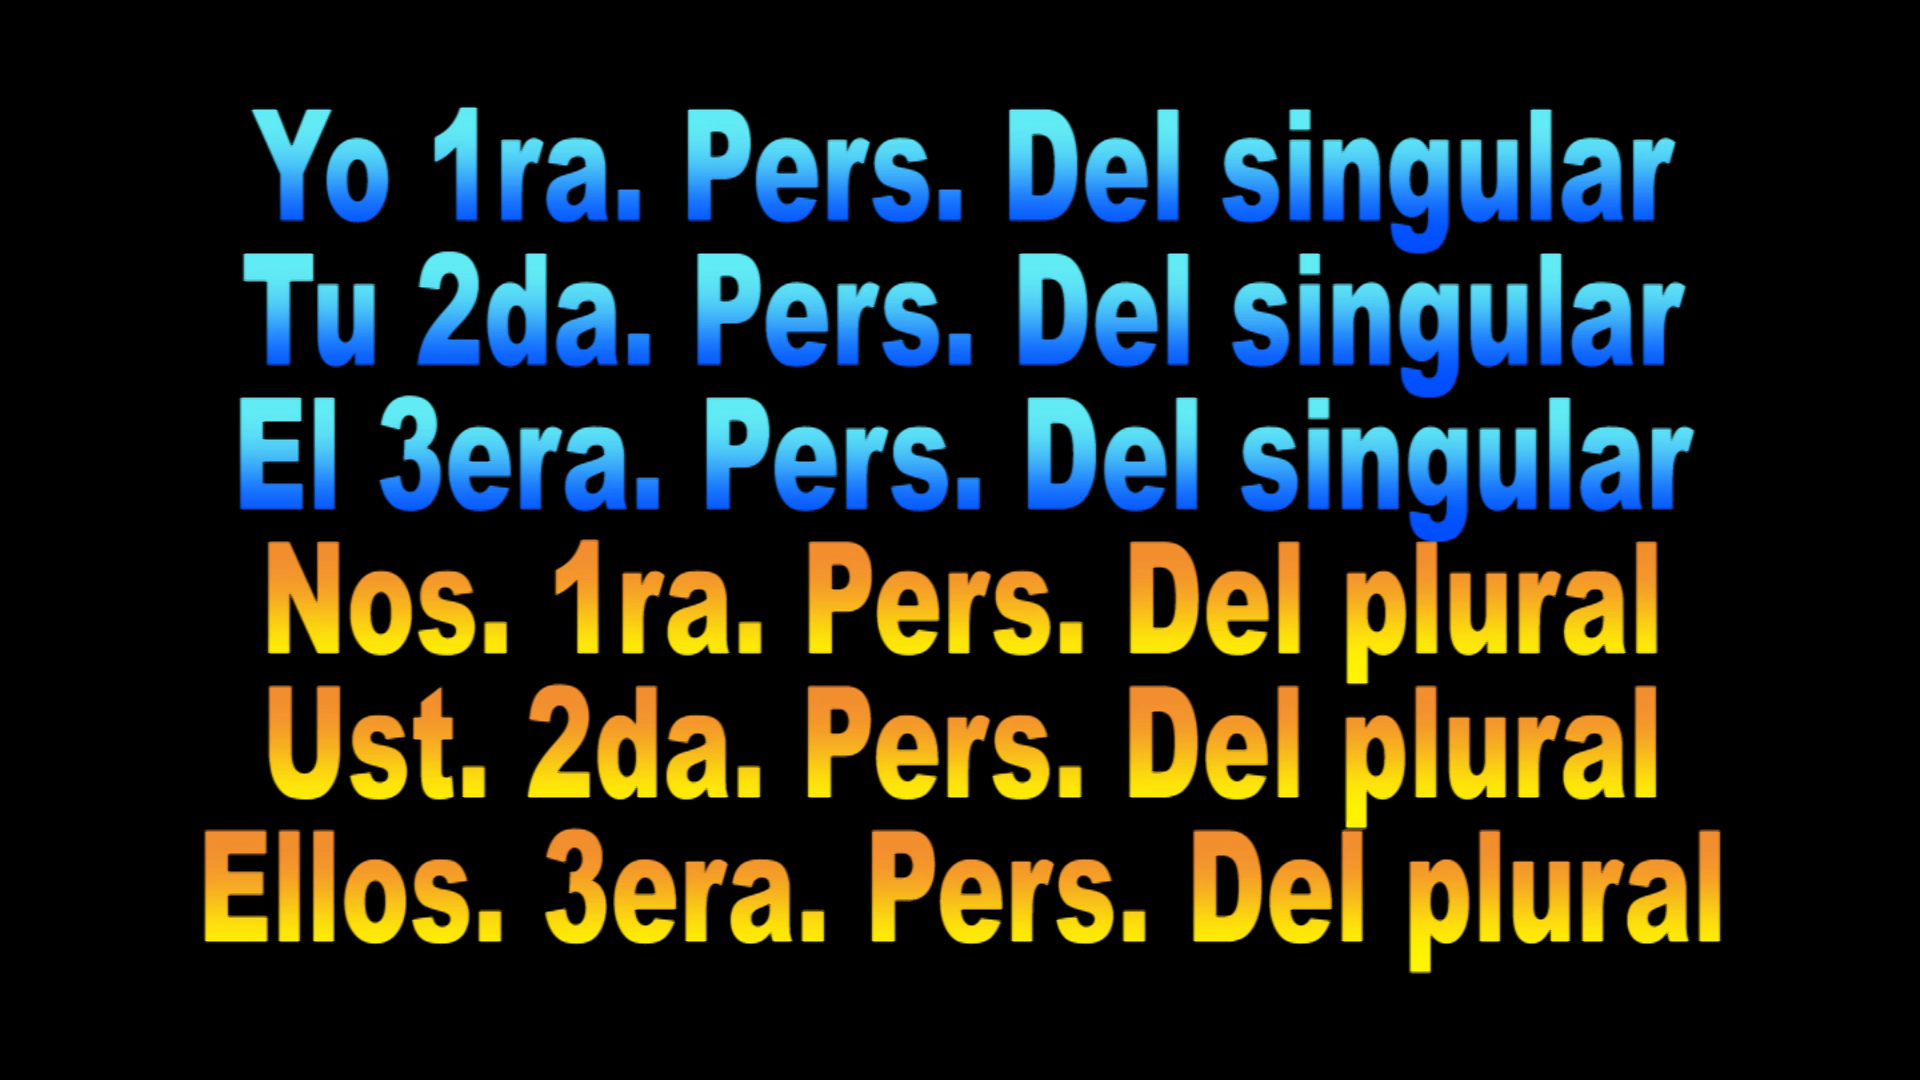 Yo 1ra. Pers. Del singular
Tu 2da. Pers. Del singular
El 3era. Pers. Del singular
Nos. 1ra. Pers. Del plural
Ust. 2da. Pers. Del plural
Ellos. 3era. Pers. Del plural